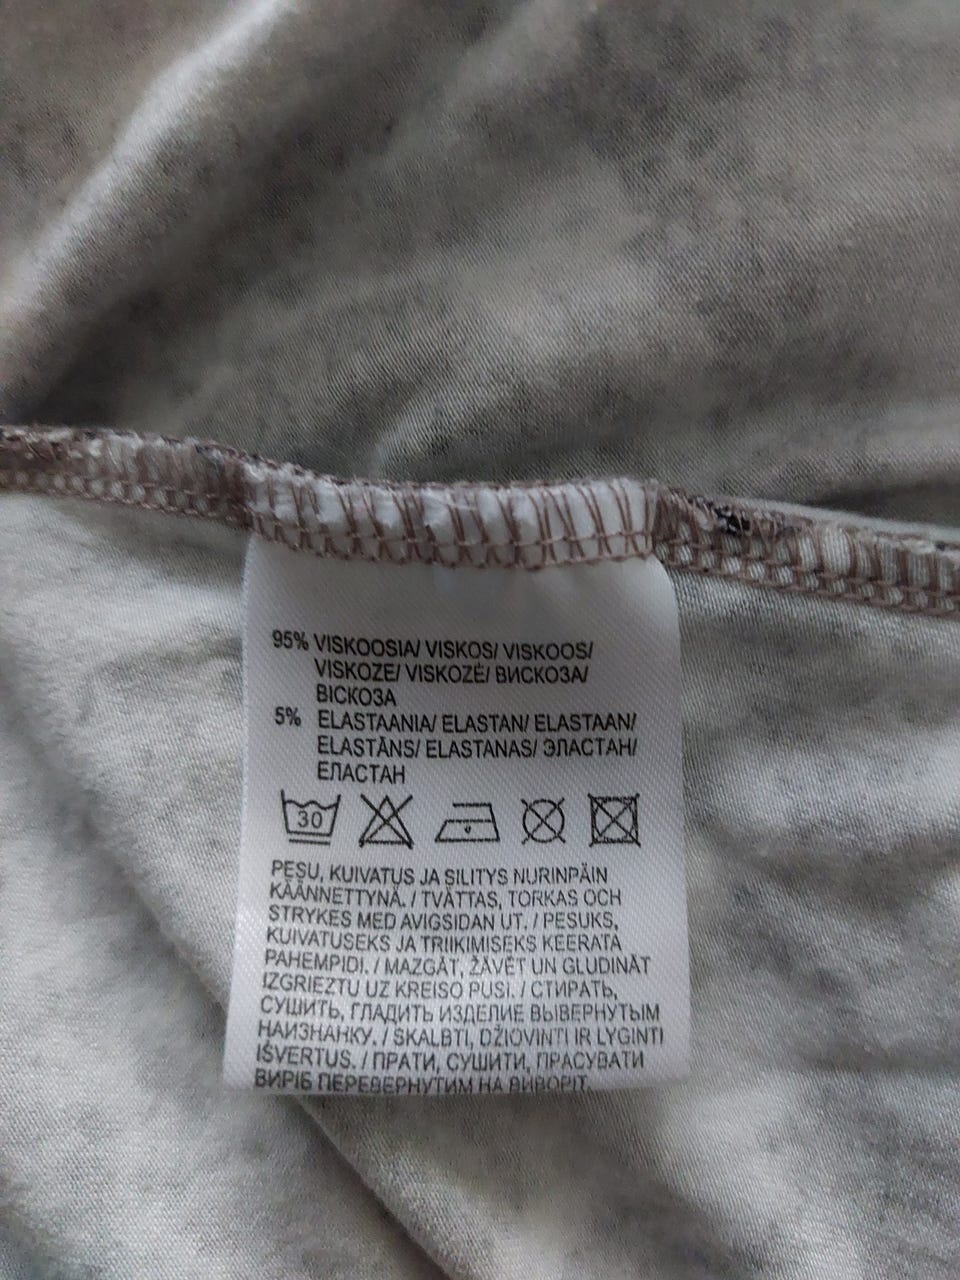 95% VISKOOSIA/ VISKOS/ VISKOOS/
VISKOZE/ VISKOZĖ/ ВИСКОЗА/
ВІСКОЗА
5% ELASTAANIA/ ELASTAN/ ELASTAAN/
ELASTĀNS/ ELASTANAS/ ЭЛАСТАН/
ЕЛАСТАН
30
PESU, KUIVATUS JA SILITYS NURINPÄIN
KÄÄNNETTYNÄ. / TVÄTTAS, TORKAS OCH
STRYKES MED AVIGSIDAN UT. / PESUKS,
KUIVATUSEKS JA TRIIKIMISEKS KEERATA
PAHEMPIDI. / MAZGĀT, ŽĀVĒT UN GLUDINĀT
IZGRIEZTU UZ KREISO PUSI. / СТИРАТЬ,
СУШИТЬ, ГЛАДИТЬ ИЗДЕЛИЕ ВЫВЕРНУТЫМ
НАИЗНАНКУ. / SKALBTI, DŽIOVINTI IR LYGINTI
IŠVERTUS. / ПРАТИ, СУШИТИ, ПРАСУВАТИ
ВИРІБ ПЕРЕВЕРНУТИМ НА ВИВОРІТ.